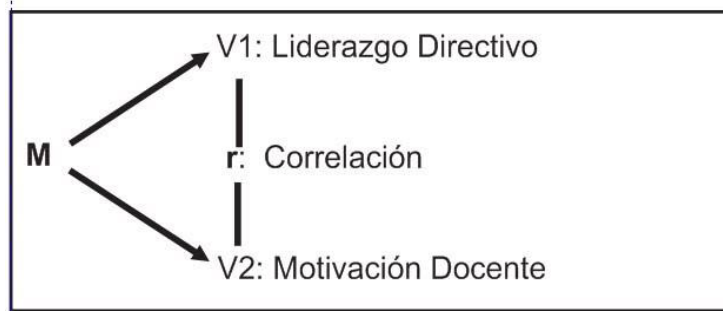 V1: Liderazgo Directivo
M
r: Correlación
V2: Motivación Docente